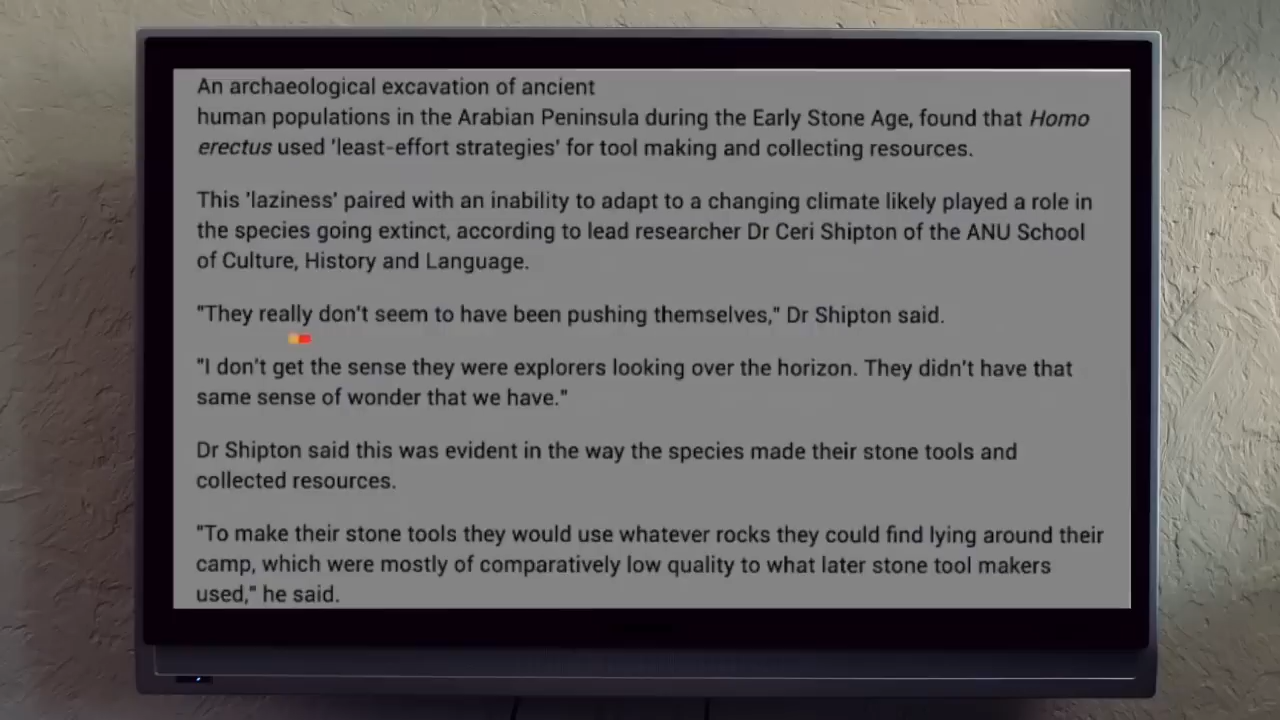 An archaeological excavation of ancient
human populations in the Arabian Peninsula during the Early Stone Age, found that Homo
erectus used 'least-effort strategies' for tool making and collecting resources.
This 'laziness' paired with an inability to adapt to a changing climate likely played a role in
the species going extinct, according to lead researcher Dr Ceri Shipton of the ANU School
of Culture, History and Language.
"They really don't seem to have been pushing themselves," Dr Shipton said.
"I don't get the sense they were explorers looking over the horizon. They didn't have that
same sense of wonder that we have."
Dr Shipton said this was evident in the way the species made their stone tools and
collected resources.
"To make their stone tools they would use whatever rocks they could find lying around their
camp, which were mostly of comparatively low quality to what later stone tool makers
used," he said.